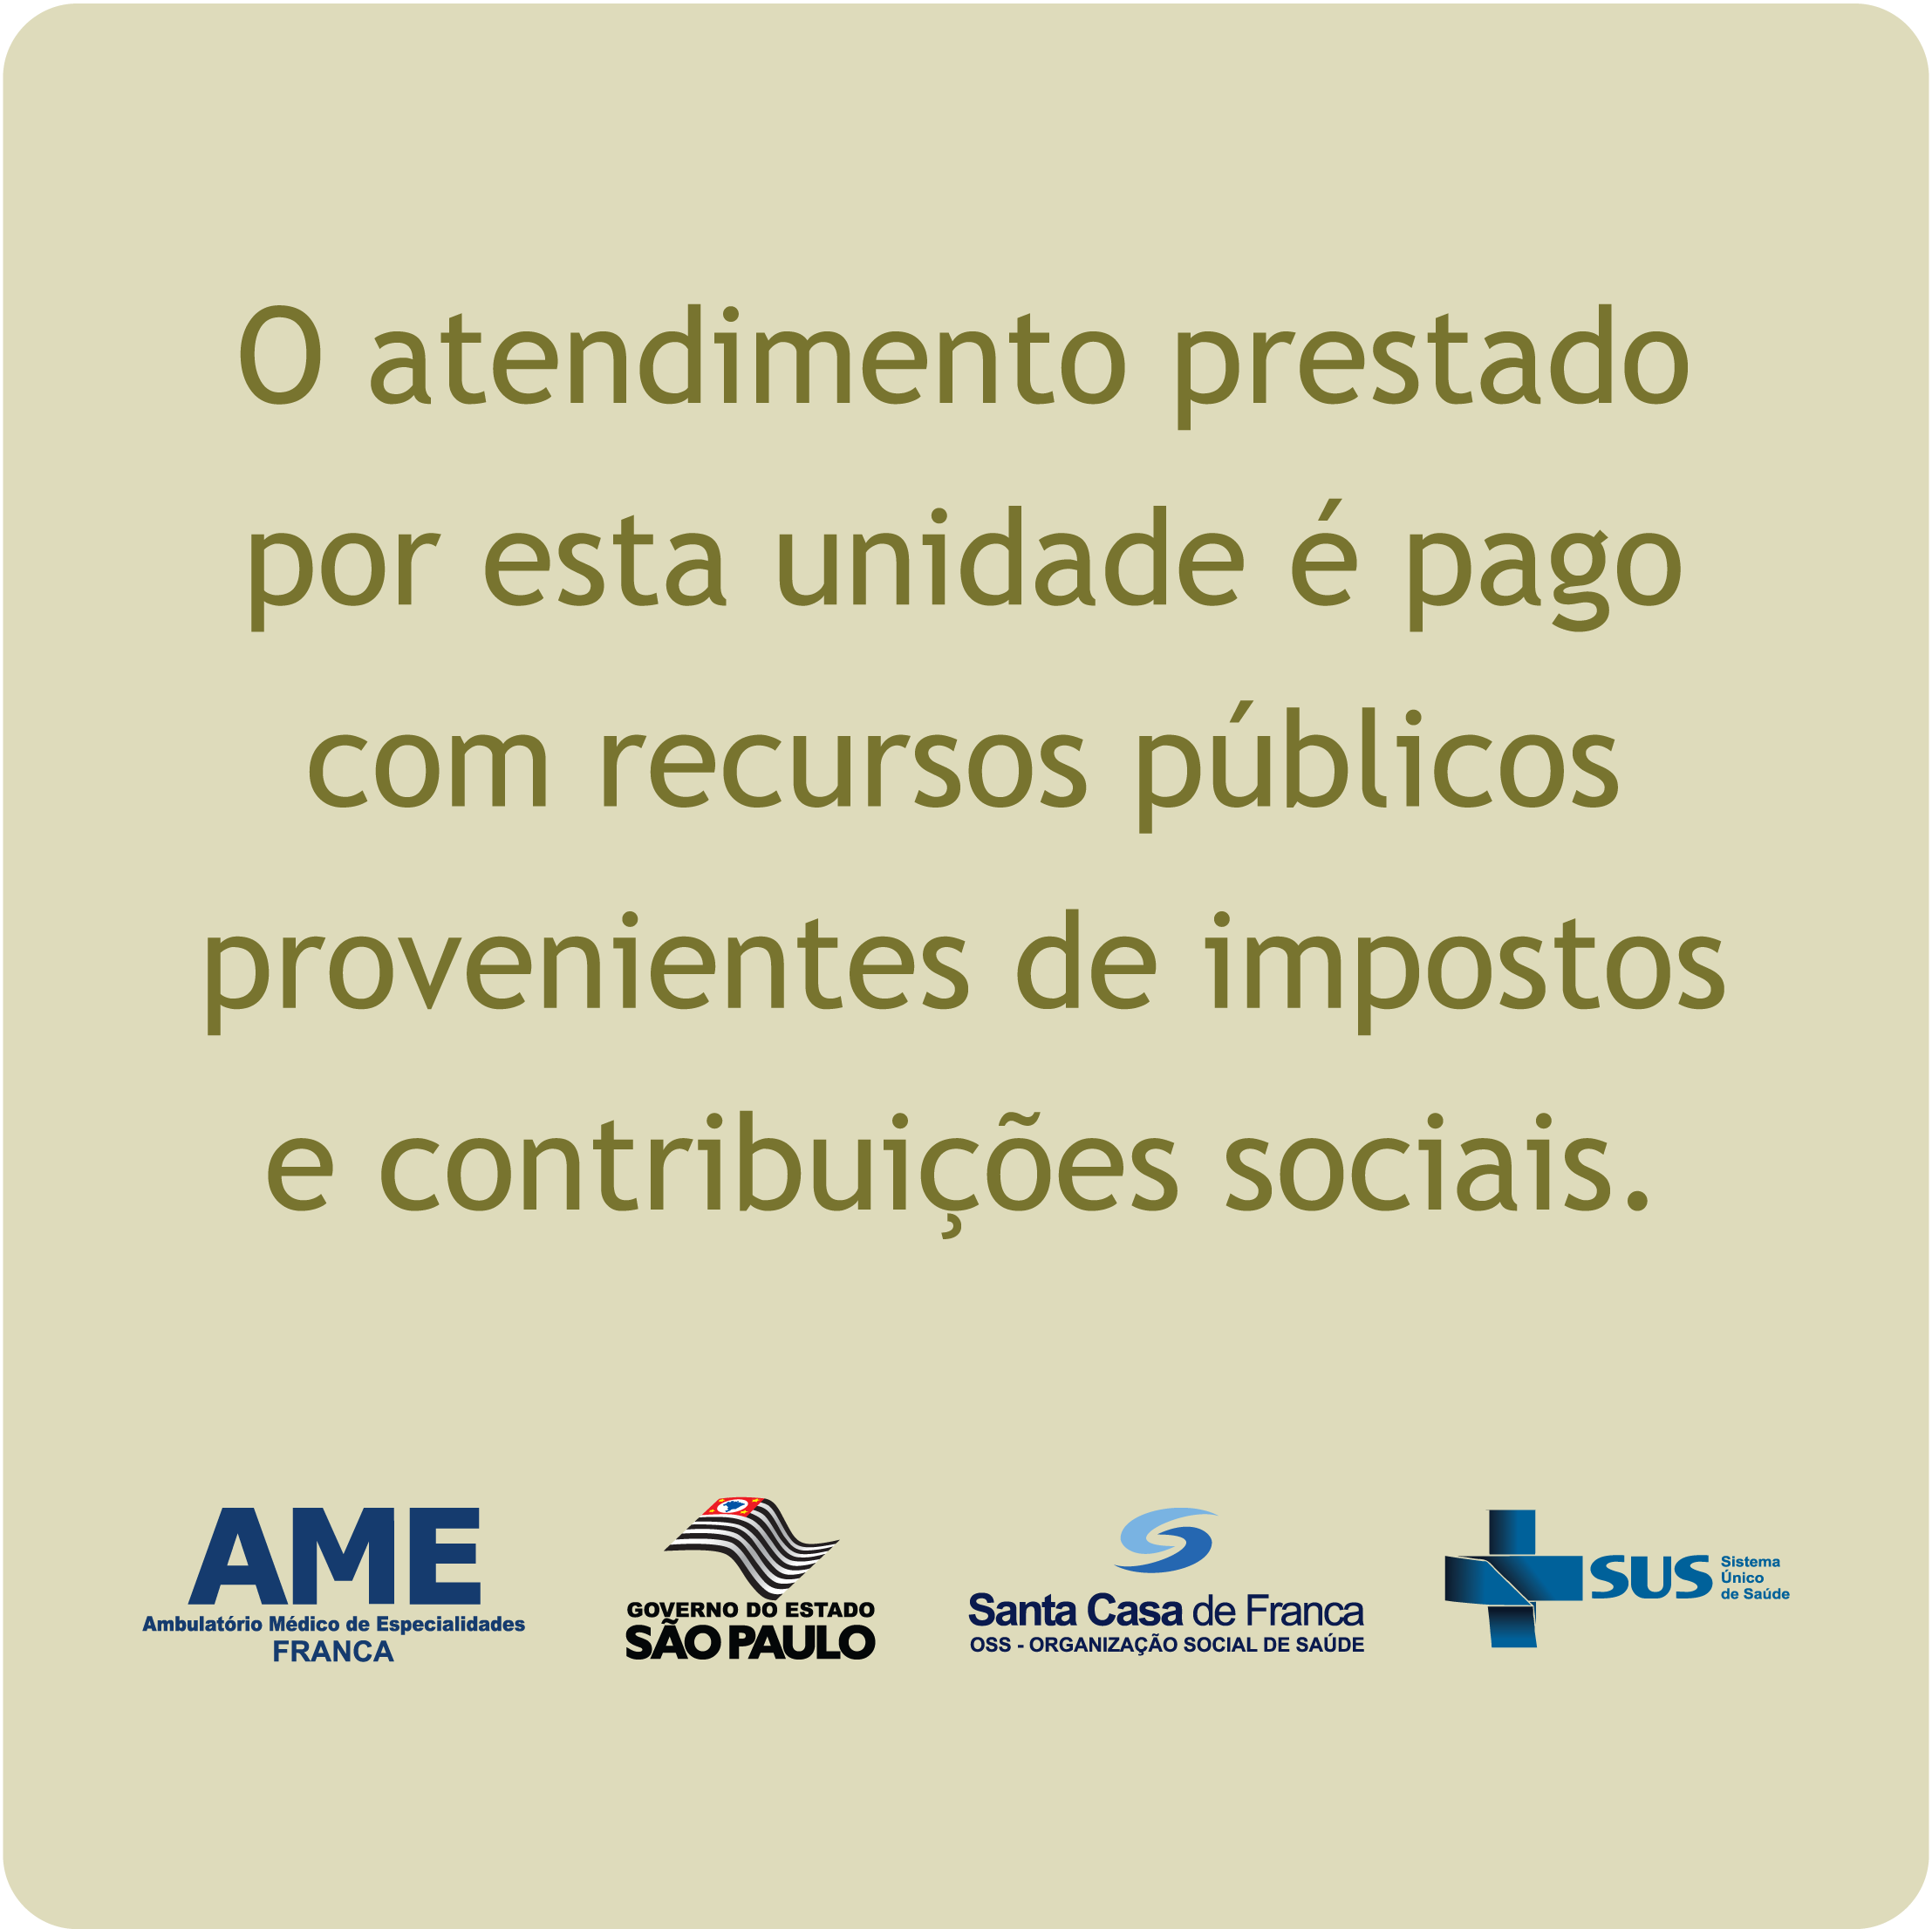 O atendimento prestado
por esta unidade é pago
com recursos públicos
provenientes de impostos
e contribuições sociais.
AME
Ambulatório Médico de Especialidades
FRANCA
GOVERNO DO ESTADO
SÃO PAULO
Santa Casa de Franca
OSS - ORGANIZAÇÃO SOCIAL DE SAÚDE
SUS
Sistema
Único
de Saúde